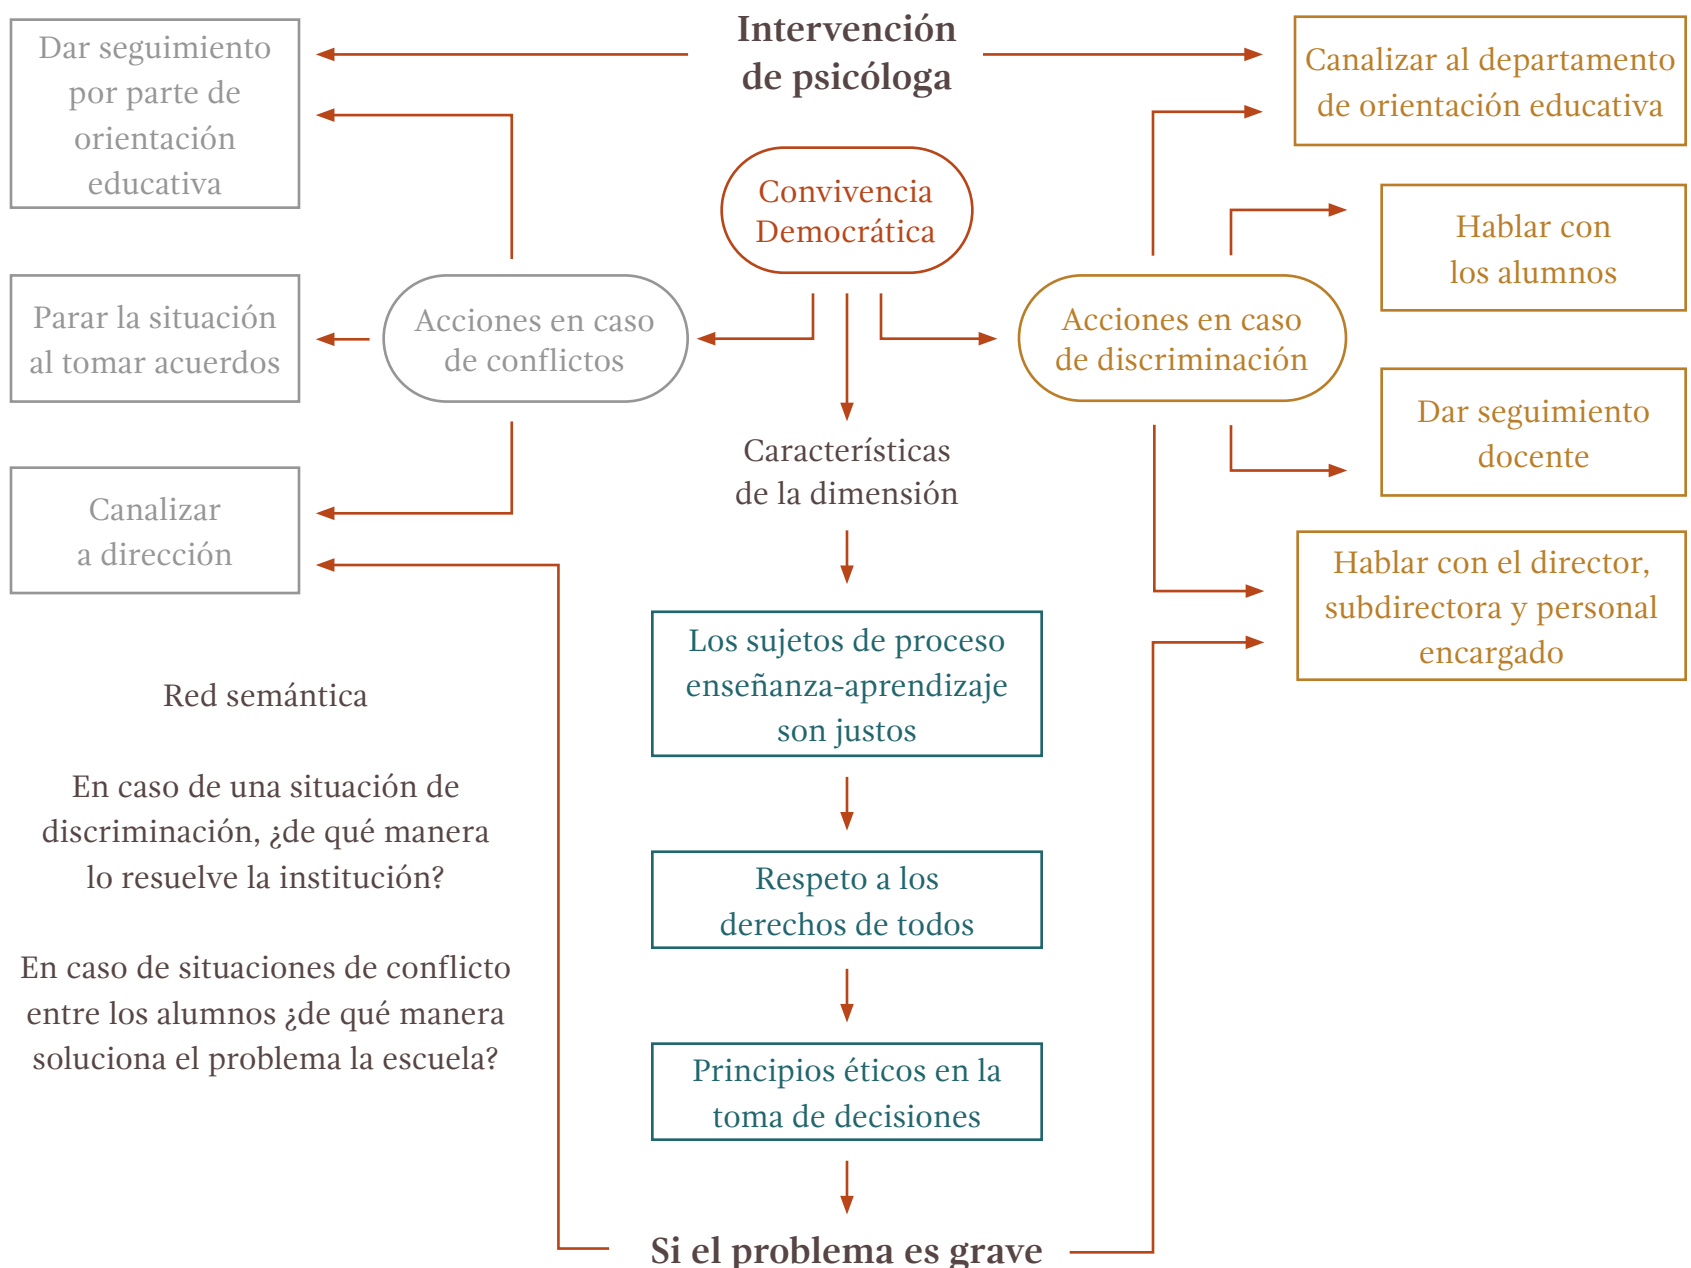 Intervención
de psicóloga
Dar seguimiento
por parte de
orientación
educativa
Canalizar al departamento
de orientación educativa
Convivencia
Democrática
Hablar con
los alumnos
Parar la situación
al tomar acuerdos
Acciones en caso
de conflictos
Acciones en caso
de discriminación
Dar seguimiento
docente
Características
de la dimensión
Canalizar
a dirección
Hablar con el director,
subdirectora y personal
encargado
Los sujetos de proceso
enseñanza-aprendizaje
son justos
Red semántica
En caso de una situación de
discriminación, ¿de qué manera
lo resuelve la institución?
En caso de situaciones de conflicto
entre los alumnos ¿de qué manera
soluciona el problema la escuela?
Respeto a los
derechos de todos
Principios éticos en la
toma de decisiones
Si el problema es grave